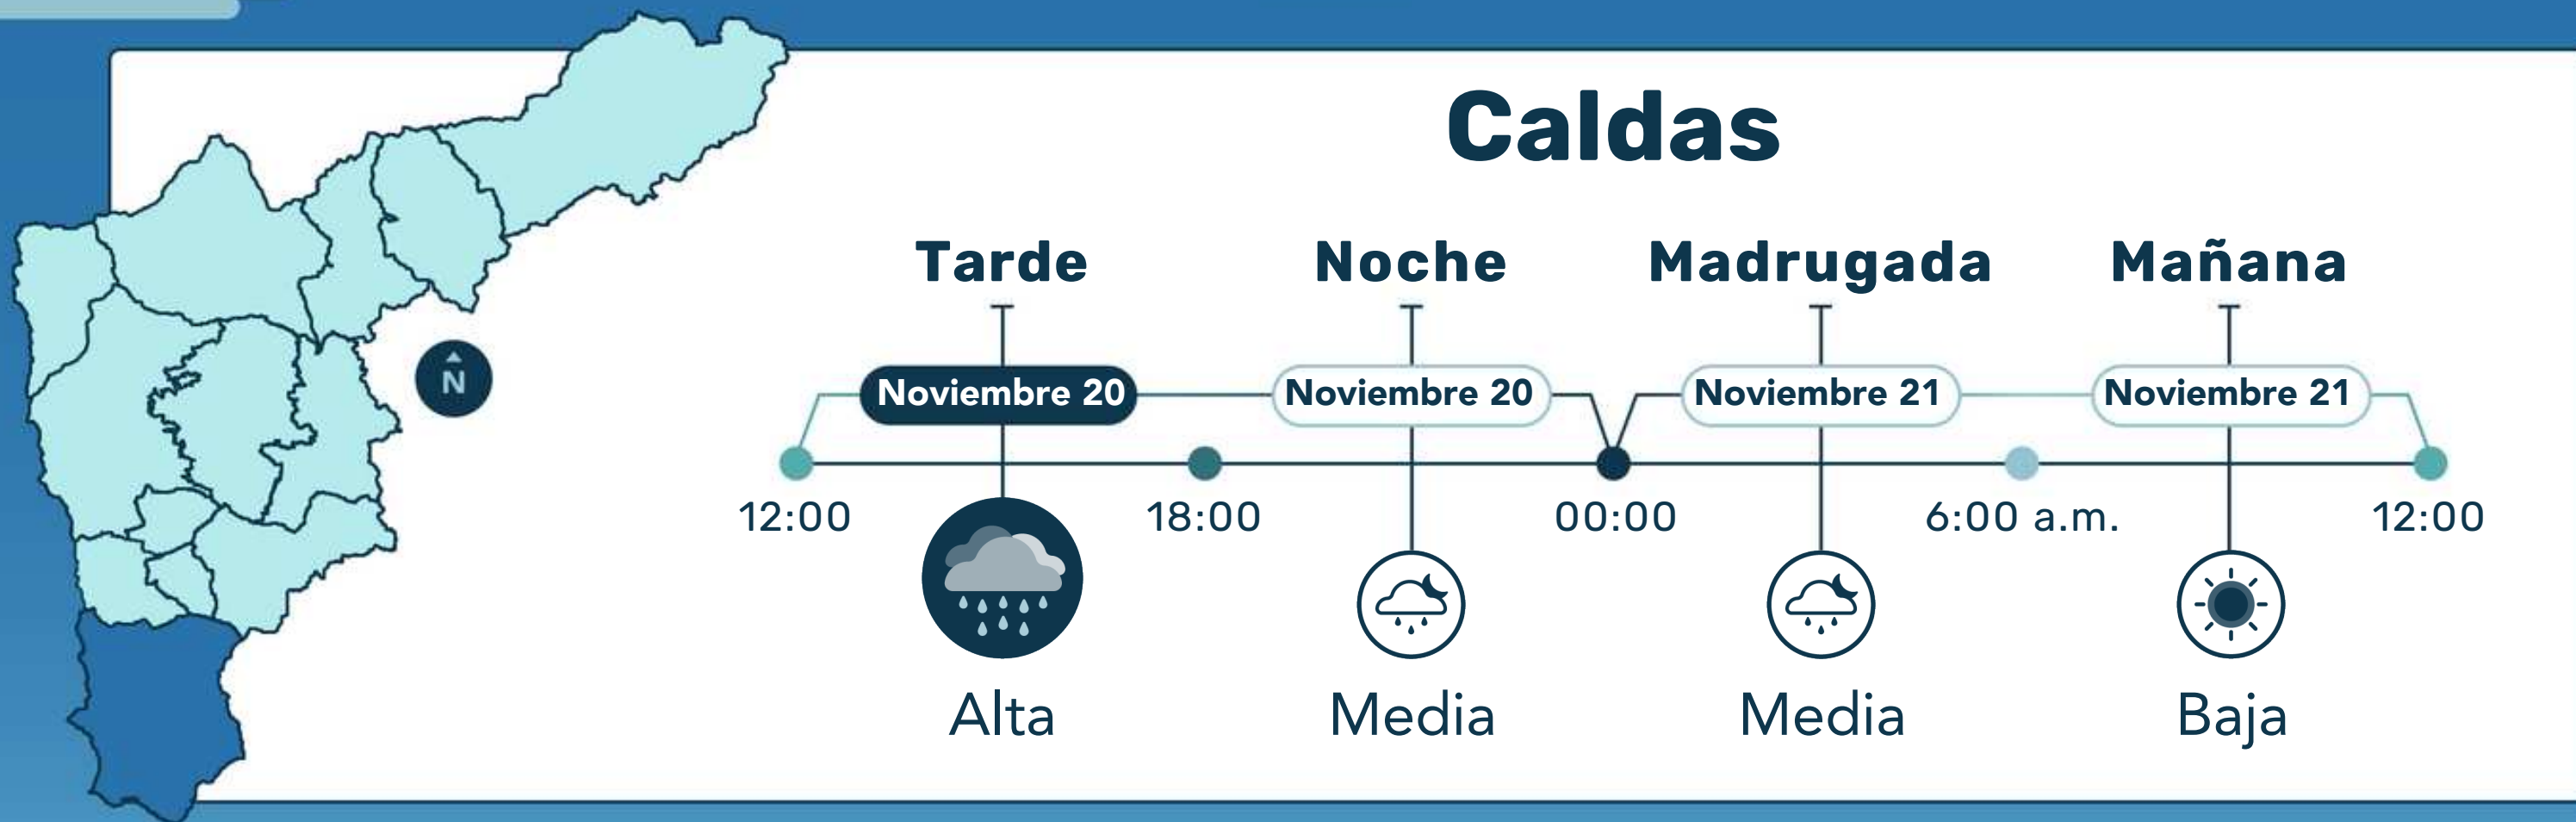 Caldas
Tarde Noche Madrugada Mañana
Noviembre 20 Noviembre 20 Noviembre 21 Noviembre 21
N
12:00 18:00 00:00 6:00 a.m. 12:00
Alta Media Media Baja